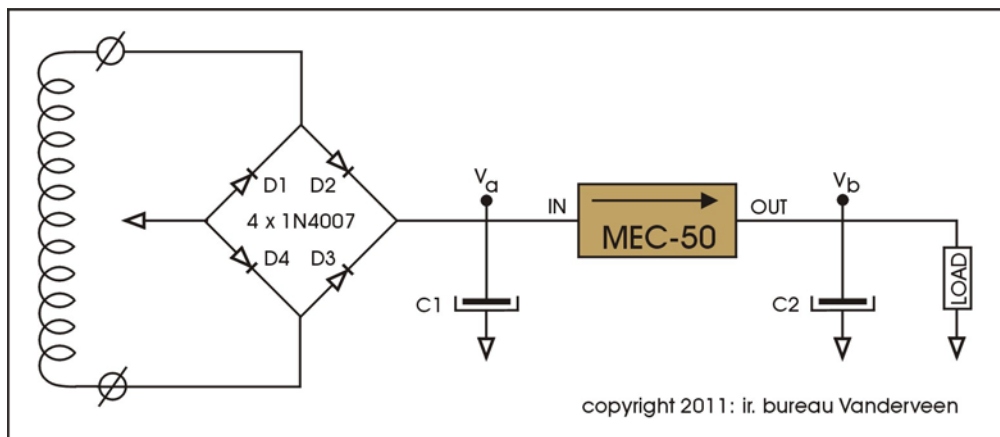 D1 D2
4 x 1N4007
D4 D3
Va
IN
MEC-50
OUT
Vb
C1
C2
LOAD
copyright 2011: ir. bureau Vanderveen